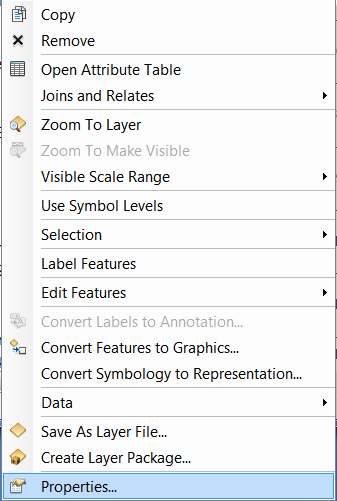 Copy
Remove
Open Attribute Table
Joins and Relates
Zoom To Layer
Zoom To Make Visible
Visible Scale Range
Use Symbol Levels
Selection
Label Features
Edit Features
Convert Labels to Annotation...
Convert Features to Graphics...
Convert Symbology to Representation...
Data
Save As Layer File...
Create Layer Package...
Properties...